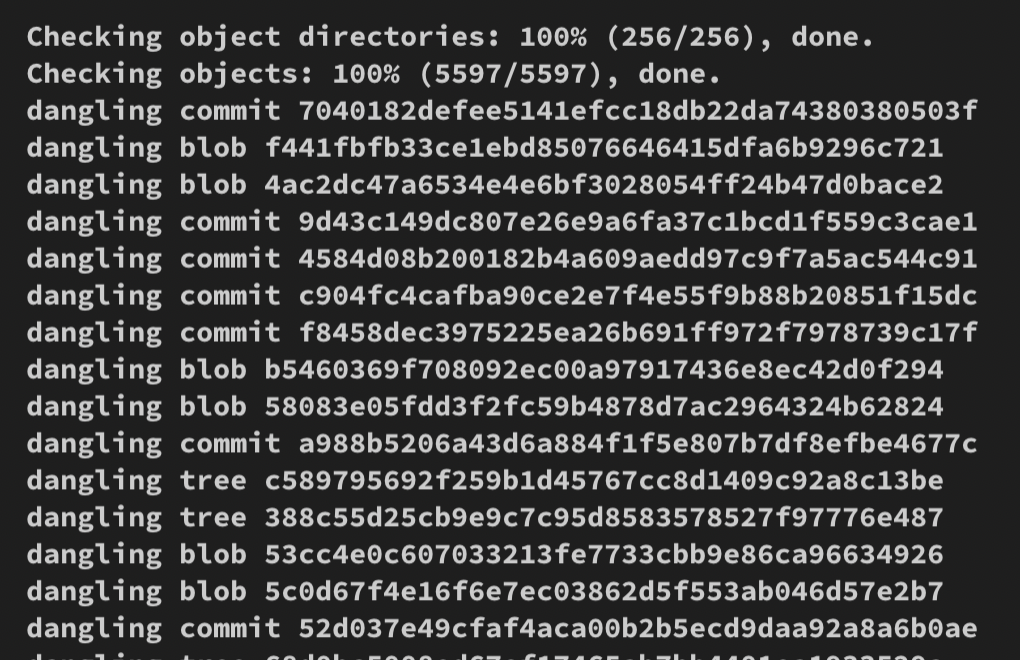 Checking object directories: 100% (256/256), done.
Checking objects: 100% (5597/5597), done.
dangling commit 7040182defee5141efcc18db22da74380380503f
dangling blob f441fbfb33ce1ebd85076646415dfa6b9296c721
dangling blob 4ac2dc47a6534e4e6bf3028054ff24b47d0bace2
dangling commit 9d43c149dc807e26e9a6fa37c1bcd1f559c3cae1
dangling commit 4584d08b200182b4a609aedd97c9f7a5ac544c91
dangling commit c904fc4cafba90ce2e7f4e55f9b88b20851f15dc
dangling commit f8458dec3975225ea26b691ff972f7978739c17f
dangling blob b5460369f708092ec00a97917436e8ec42d0f294
dangling blob 58083e05fdd3f2fc59b4878d7ac2964324b62824
dangling commit a988b5206a43d6a884f1f5e807b7df8efbe4677c
dangling tree c589795692f259b1d45767cc8d1409c92a8c13be
dangling tree 388c55d25cb9e9c7c95d8583578527f97776e487
dangling blob 53cc4e0c607033213fe7733cbb9e86ca96634926
dangling blob 5c0d67f4e16f6e7ec03862d5f553ab046d57e2b7
dangling commit 52d037e49cfaf4aca00b2b5ecd9daa92a8a6b0ae
dangling tree